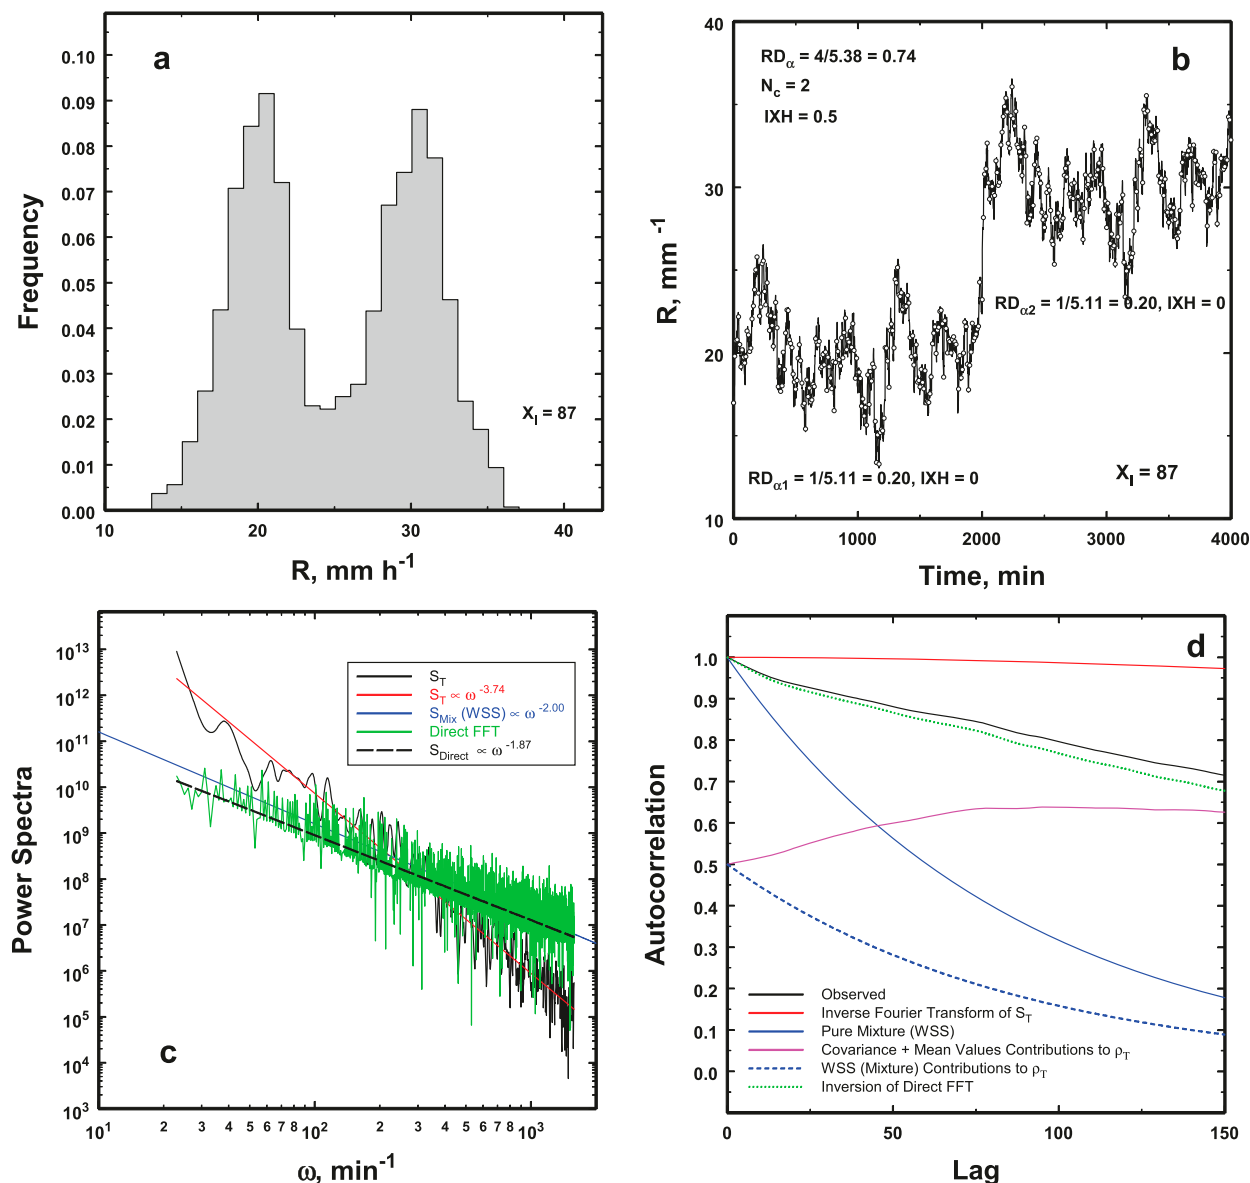 a
0.10
0.09
0.08
0.07
0.06
0.05
0.04
0.03
0.02
0.01
0.00
Frequency
X_I = 87
10 20 30 40
R, mm h^-1
b
RD_α = 4/5.38 = 0.74
N_c = 2
IXH = 0.5
40
30
20
10
R, mm^-1
RD_α2 = 1/5.11 = 0.20, IXH = 0
RD_α1 = 1/5.11 = 0.20, IXH = 0
X_I = 87
0 1000 2000 3000 4000
Time, min
c
10^13
10^12
10^11
10^10
10^9
10^8
10^7
10^6
10^5
10^4
10^3
Power Spectra
S_T
S_T ∝ ω^-3.74
S_Mix (WSS) ∝ ω^-2.00
Direct FFT
S_Direct ∝ ω^-1.87
10^1 2 3 4 5 6 7 8 10^2 2 3 4 5 6 7 8 10^3
ω, min^-1
d
1.0
0.9
0.8
0.7
0.6
0.5
0.4
0.3
0.2
0.1
0.0
Autocorrelation
Observed
Inverse Fourier Transform of S_T
Pure Mixture (WSS)
Covariance + Mean Values Contributions to ρ_T
WSS (Mixture) Contributions to ρ_T
Inversion of Direct FFT
0 50 100 150
Lag